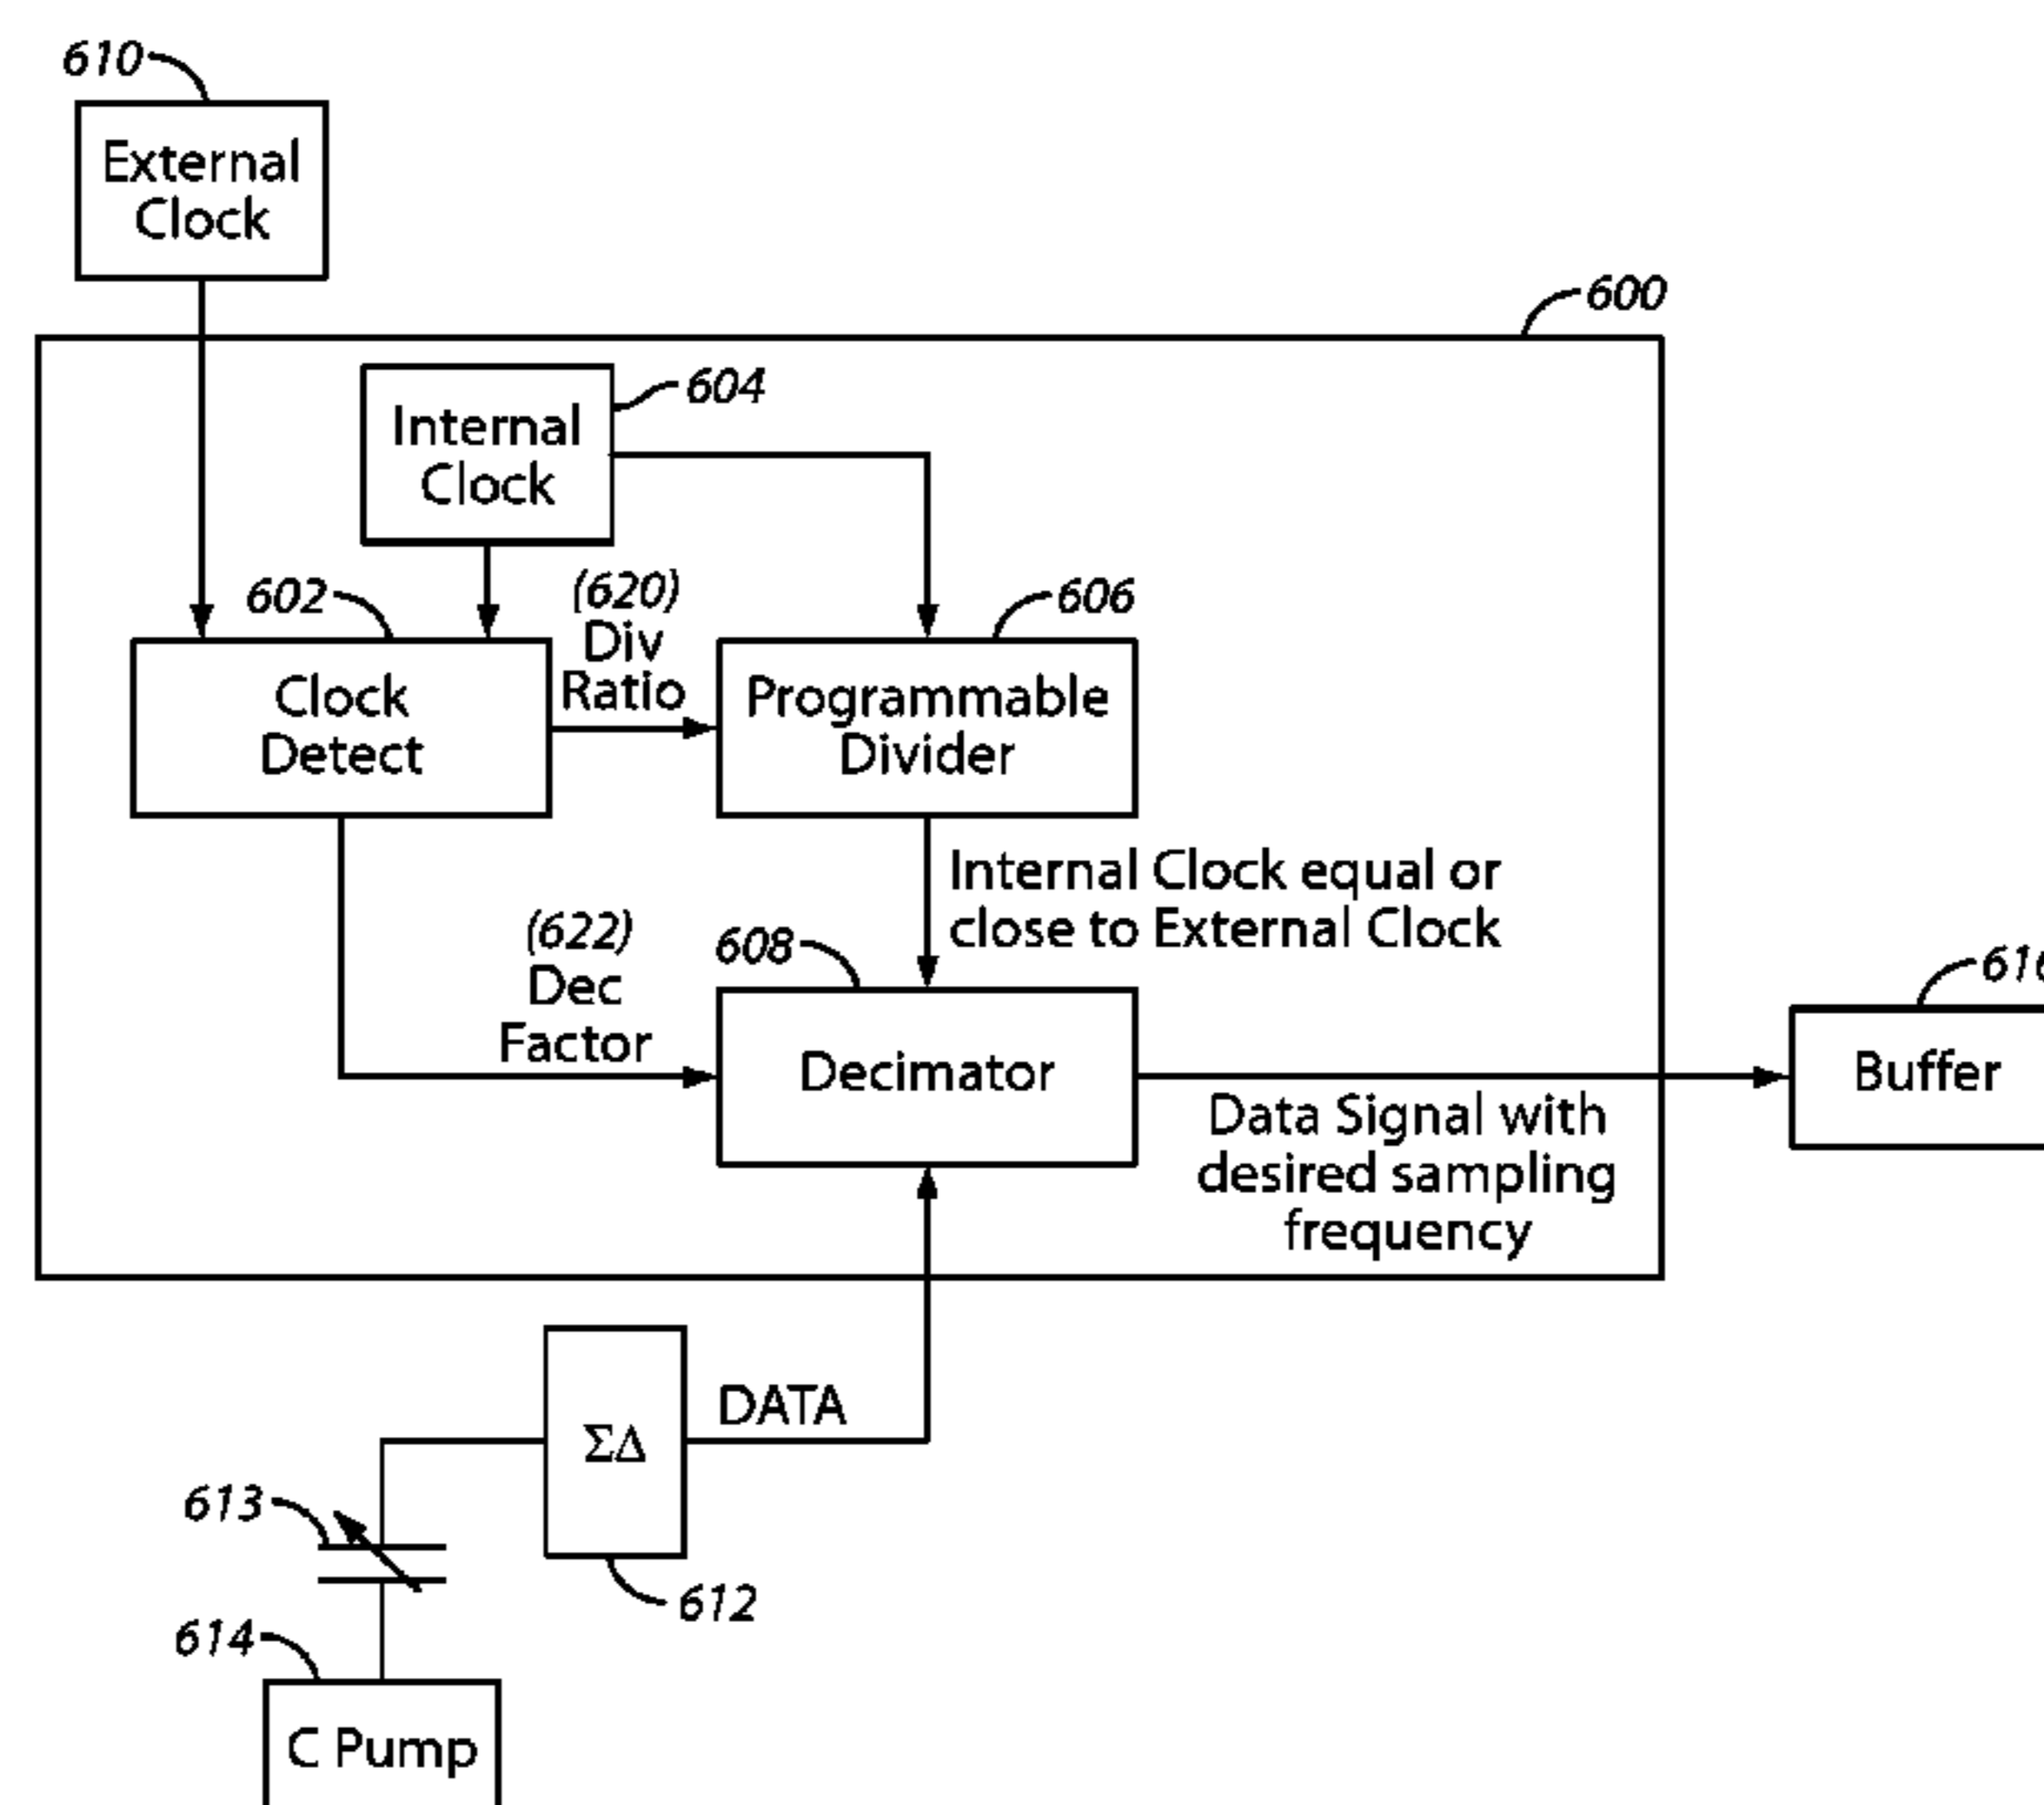 610
External
Clock
600
604
Internal
Clock
602
(620)
Div
Ratio
606
Clock
Detect
Programmable
Divider
Internal Clock equal or
close to External Clock
(622)
Dec
Factor
608
Decimator
Data Signal with
desired sampling
frequency
Buffer
DATA
ΣΔ
613
612
614
C Pump